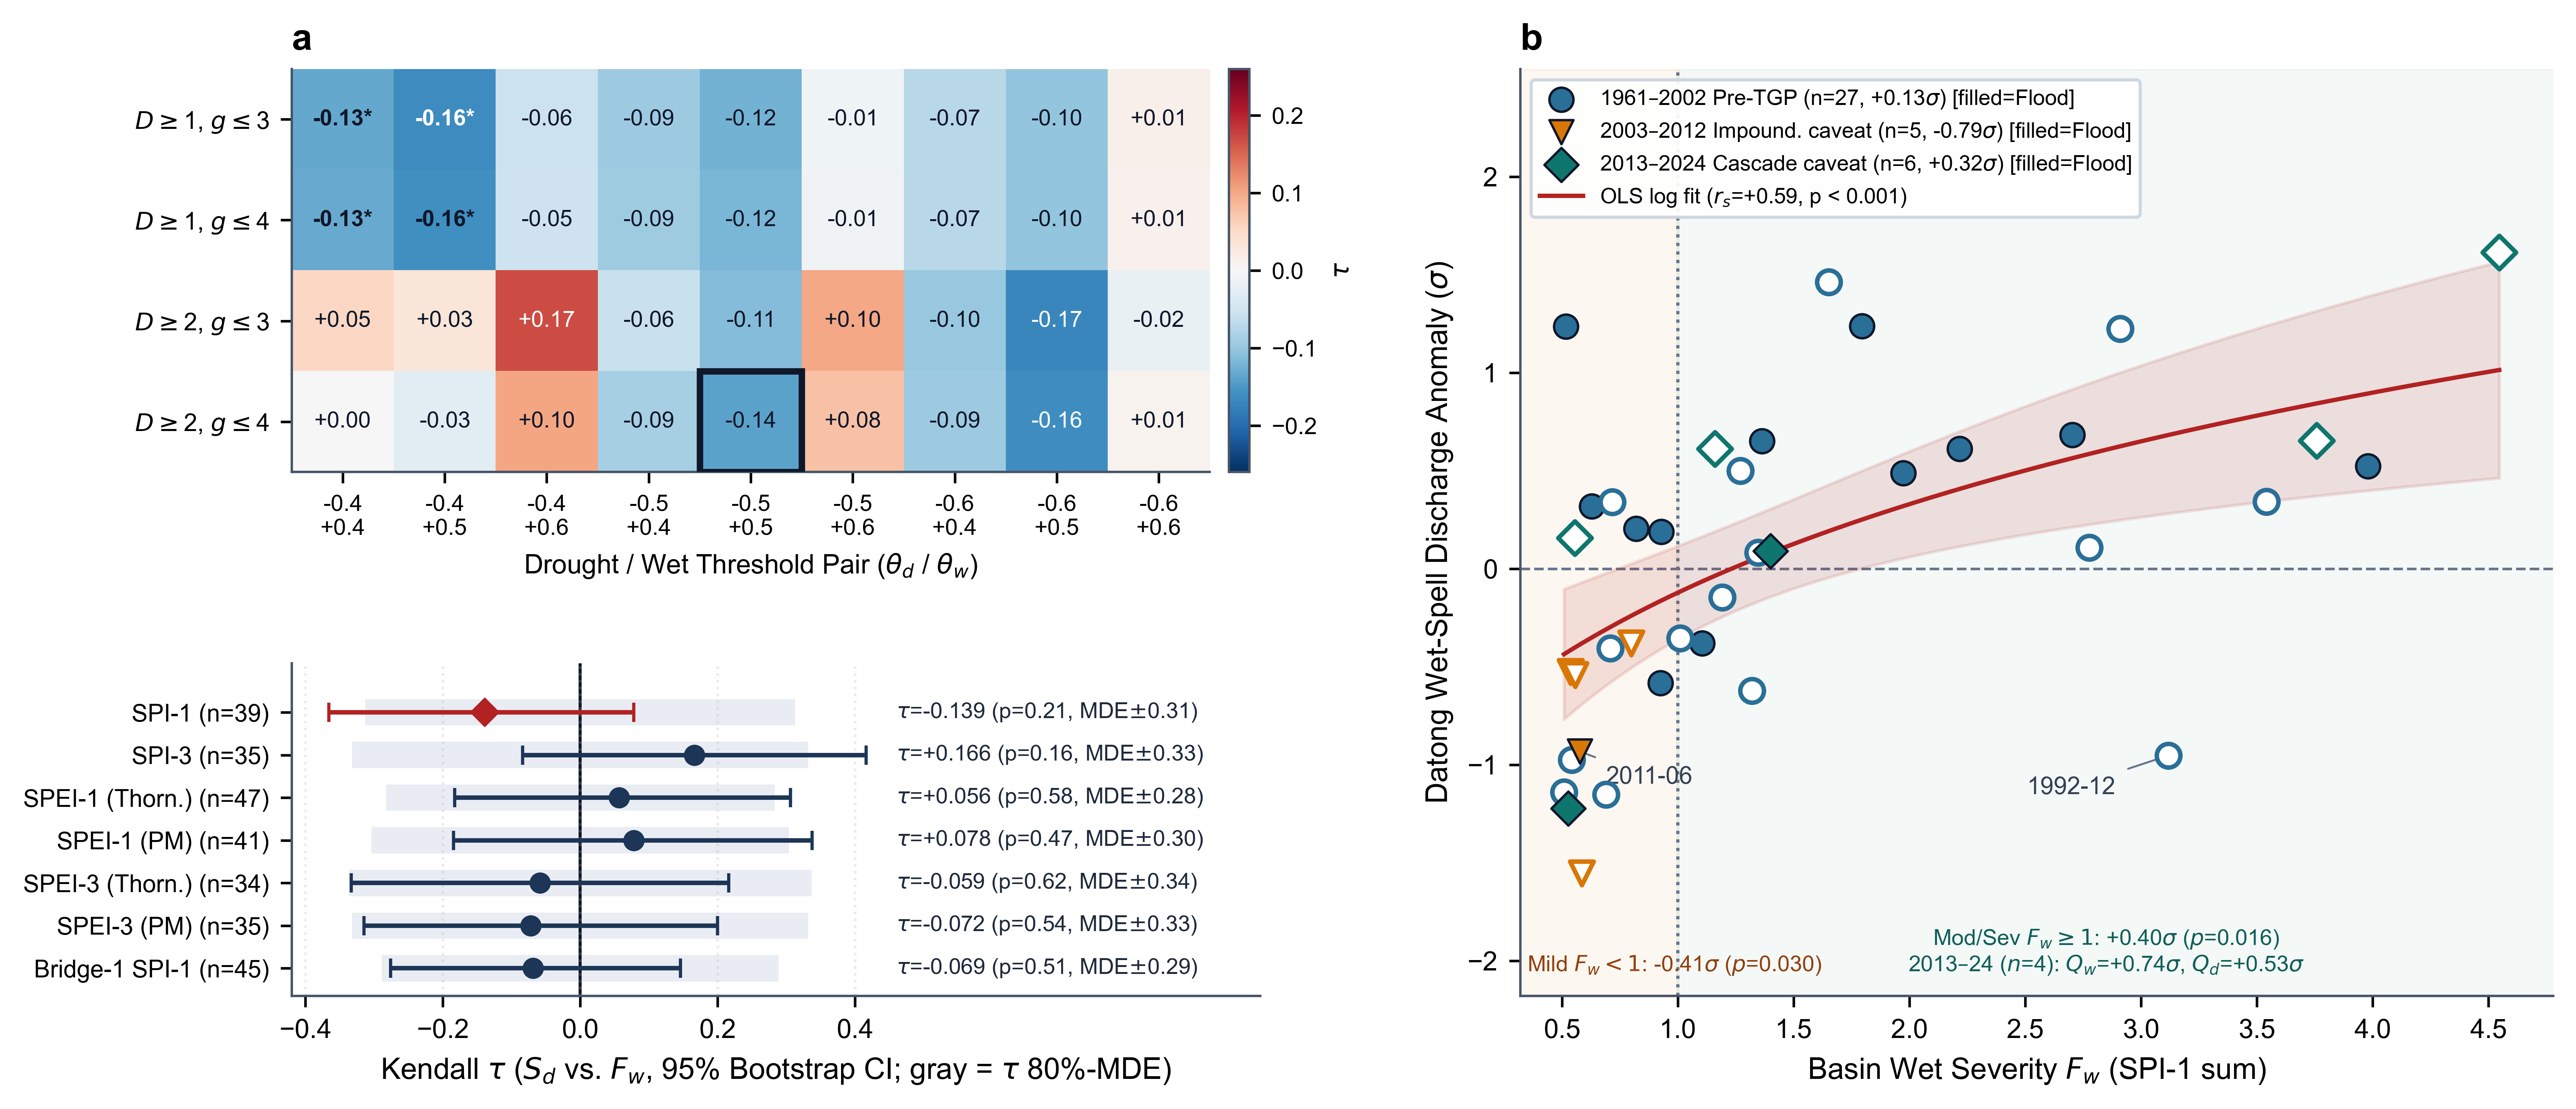 a
D ≥ 1, g ≤ 3
-0.13* -0.16* -0.06 -0.09 -0.12 -0.01 -0.07 -0.10 +0.01
D ≥ 1, g ≤ 4
-0.13* -0.16* -0.05 -0.09 -0.12 -0.01 -0.07 -0.10 +0.01
D ≥ 2, g ≤ 3
+0.05 +0.03 +0.17 -0.06 -0.11 +0.10 -0.10 -0.17 -0.02
D ≥ 2, g ≤ 4
+0.00 -0.03 +0.10 -0.09 -0.14 +0.08 -0.09 -0.16 +0.01
-0.4 -0.4 -0.4 -0.5 -0.5 -0.5 -0.6 -0.6 -0.6
+0.4 +0.5 +0.6 +0.4 +0.5 +0.6 +0.4 +0.5 +0.6
Drought / Wet Threshold Pair (θd / θw)
0.2
0.1
0.0
−0.1
−0.2
τ
SPI-1 (n=39)
τ=-0.139 (p=0.21, MDE±0.31)
SPI-3 (n=35)
τ=+0.166 (p=0.16, MDE±0.33)
SPEI-1 (Thorn.) (n=47)
τ=+0.056 (p=0.58, MDE±0.28)
SPEI-1 (PM) (n=41)
τ=+0.078 (p=0.47, MDE±0.30)
SPEI-3 (Thorn.) (n=34)
τ=-0.059 (p=0.62, MDE±0.34)
SPEI-3 (PM) (n=35)
τ=-0.072 (p=0.54, MDE±0.33)
Bridge-1 SPI-1 (n=45)
τ=-0.069 (p=0.51, MDE±0.29)
−0.4 −0.2 0.0 0.2 0.4
Kendall τ (Sd vs. Fw, 95% Bootstrap CI; gray = τ 80%-MDE)
b
1961–2002 Pre-TGP (n=27, +0.13σ) [filled=Flood]
2003–2012 Impound. caveat (n=5, -0.79σ) [filled=Flood]
2013–2024 Cascade caveat (n=6, +0.32σ) [filled=Flood]
OLS log fit (rs=+0.59, p < 0.001)
Datong Wet-Spell Discharge Anomaly (σ)
2
1
0
−1
−2
2011-06
1992-12
Mod/Sev Fw ≥ 1: +0.40σ (p=0.016)
Mild Fw < 1: -0.41σ (p=0.030)
2013–24 (n=4): Qw=+0.74σ, Qd=+0.53σ
0.5 1.0 1.5 2.0 2.5 3.0 3.5 4.0 4.5
Basin Wet Severity Fw (SPI-1 sum)